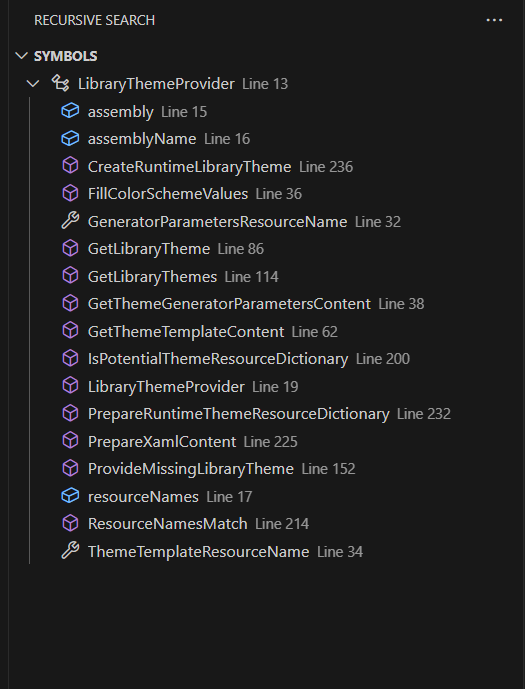 RECURSIVE SEARCH
SYMBOLS
LibraryThemeProvider Line 13
assembly Line 15
assemblyName Line 16
CreateRuntimeLibraryTheme Line 236
FillColorSchemeValues Line 36
GeneratorParametersResourceName Line 32
GetLibraryTheme Line 86
GetLibraryThemes Line 114
GetThemeGeneratorParametersContent Line 38
GetThemeTemplateContent Line 62
IsPotentialThemeResourceDictionary Line 200
LibraryThemeProvider Line 19
PrepareRuntimeThemeResourceDictionary Line 232
PrepareXamlContent Line 225
ProvideMissingLibraryTheme Line 152
resourceNames Line 17
ResourceNamesMatch Line 214
ThemeTemplateResourceName Line 34